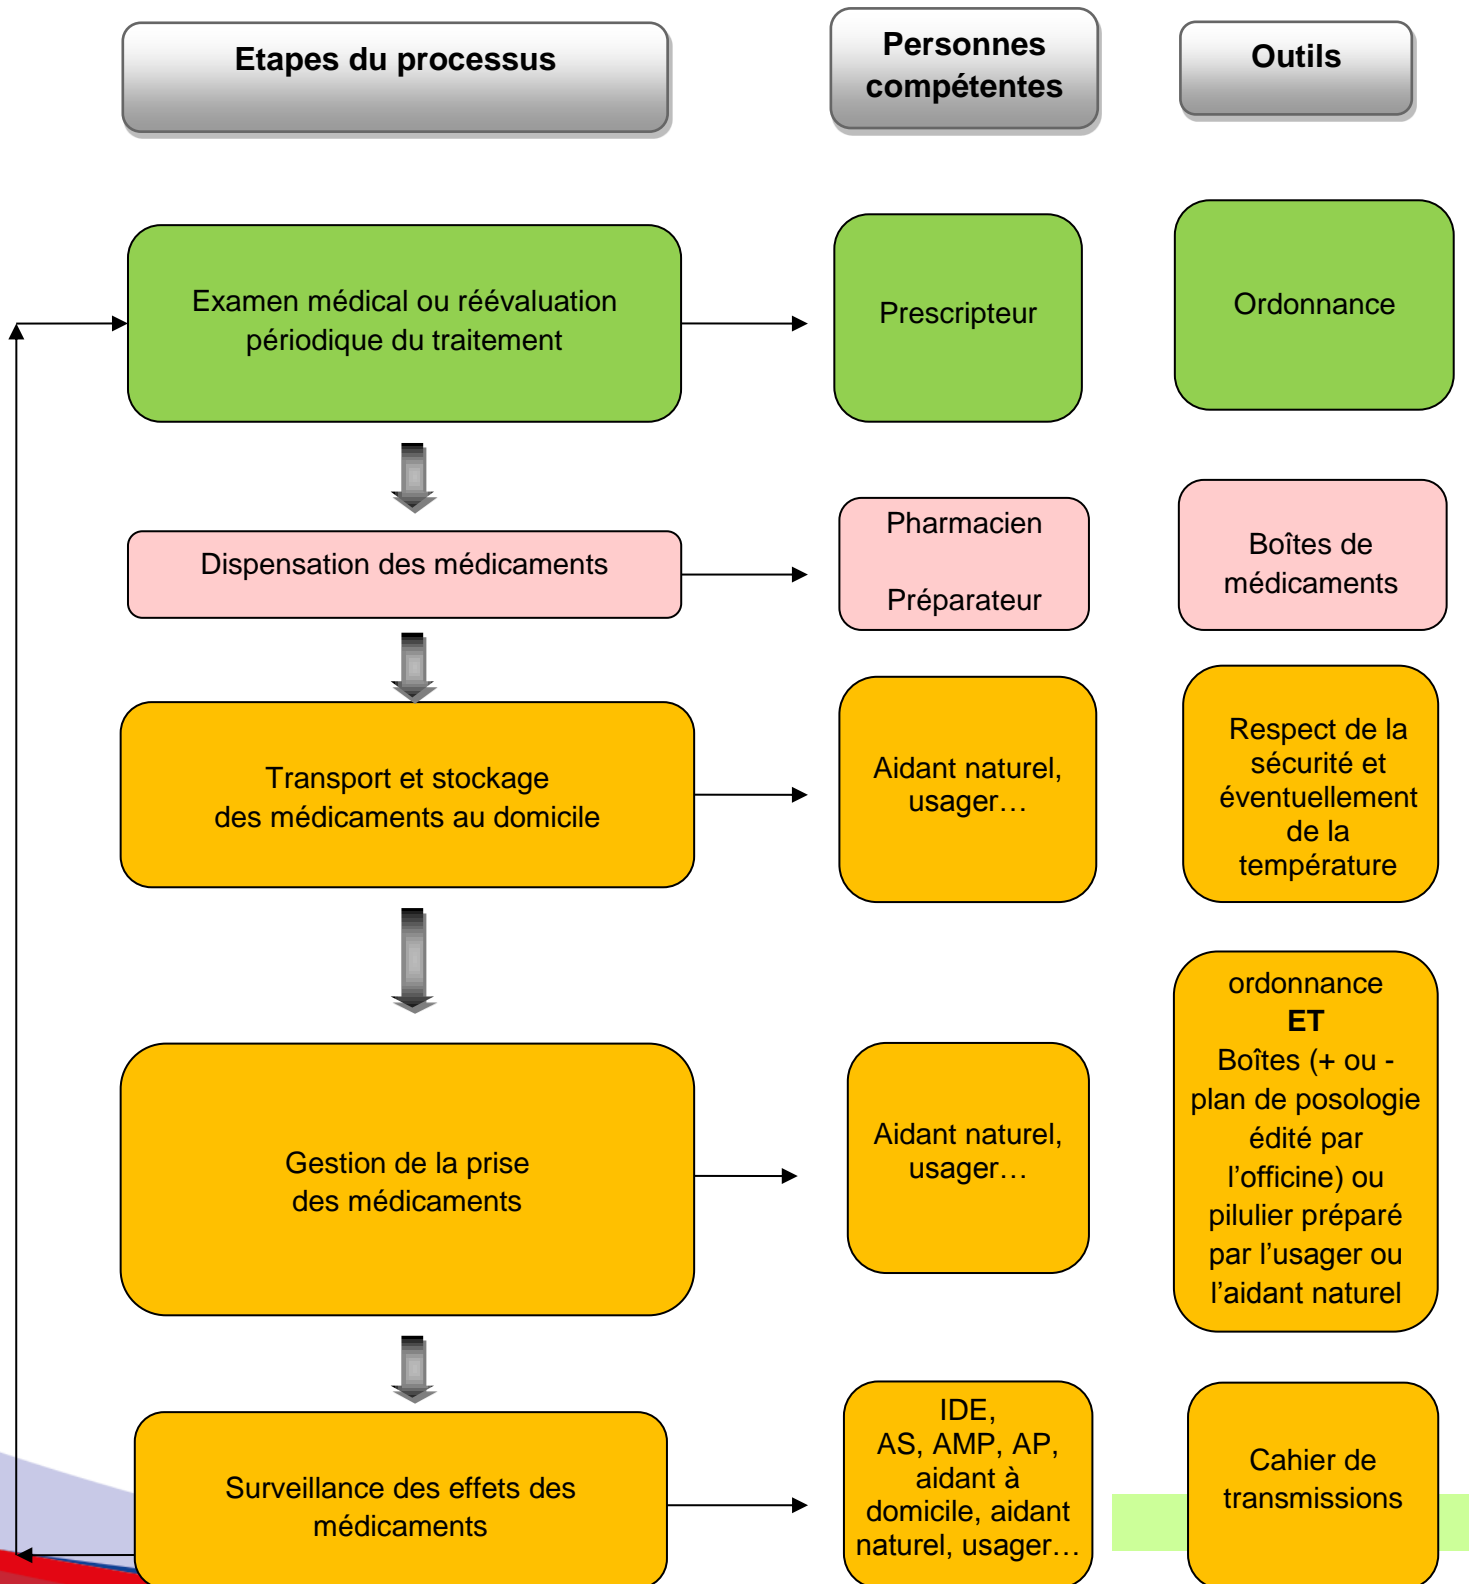 Etapes du processus
Personnes
compétentes
Outils
Examen médical ou réévaluation
périodique du traitement
Prescripteur
Ordonnance
Dispensation des médicaments
Pharmacien
Préparateur
Boîtes de
médicaments
Transport et stockage
des médicaments au domicile
Aidant naturel,
usager…
Respect de la
sécurité et
éventuellement
de la
température
Gestion de la prise
des médicaments
Aidant naturel,
usager…
ordonnance
ET
Boîtes (+ ou -
plan de posologie
édité par
l’officine) ou
pilulier préparé
par l’usager ou
l’aidant naturel
Surveillance des effets des
médicaments
IDE,
AS, AMP, AP,
aidant à
domicile, aidant
naturel, usager…
Cahier de
transmissions